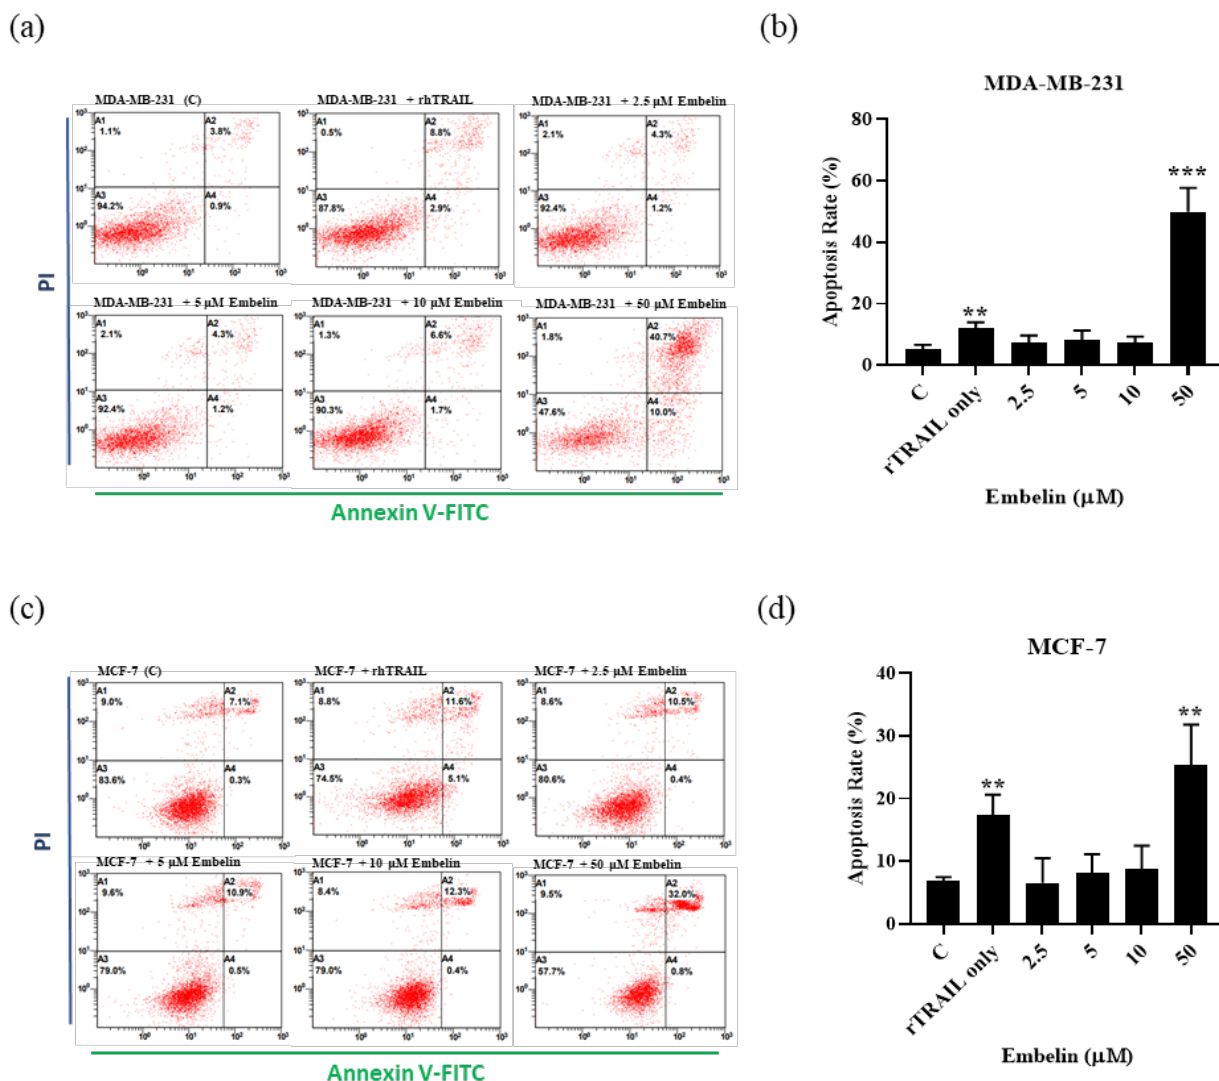 (a)
MDA-MB-231 (C)
A1
1.1%
A2
3.8%
A3
94.2%
A4
0.9%
MDA-MB-231 + rhTRAIL
A1
0.5%
A2
8.8%
A3
87.8%
A4
2.9%
MDA-MB-231 + 2.5 µM Embelin
A1
2.1%
A2
4.3%
A3
92.4%
A4
1.2%
MDA-MB-231 + 5 µM Embelin
A1
2.1%
A2
4.3%
A3
92.4%
A4
1.2%
MDA-MB-231 + 10 µM Embelin
A1
1.3%
A2
6.6%
A3
90.3%
A4
1.7%
MDA-MB-231 + 50 µM Embelin
A1
1.8%
A2
40.7%
A3
47.6%
A4
10.0%
PI
Annexin V-FITC
(b)
MDA-MB-231
Apoptosis Rate (%)
80
60
40
20
0
**
***
C
rTRAIL only
2.5
5
10
50
Embelin (µM)
(c)
MCF-7 (C)
A1
9.0%
A2
7.1%
A3
83.6%
A4
0.3%
MCF-7 + rhTRAIL
A1
8.8%
A2
11.6%
A3
74.5%
A4
5.1%
MCF-7 + 2.5 µM Embelin
A1
8.6%
A2
10.5%
A3
80.6%
A4
0.4%
MCF-7 + 5 µM Embelin
A1
9.6%
A2
10.9%
A3
79.0%
A4
0.5%
MCF-7 + 10 µM Embelin
A1
8.4%
A2
12.3%
A3
79.0%
A4
0.4%
MCF-7 + 50 µM Embelin
A1
9.5%
A2
32.0%
A3
57.7%
A4
0.8%
PI
Annexin V-FITC
(d)
MCF-7
Apoptosis Rate (%)
40
30
20
10
0
**
**
C
rTRAIL only
2.5
5
10
50
Embelin (µM)